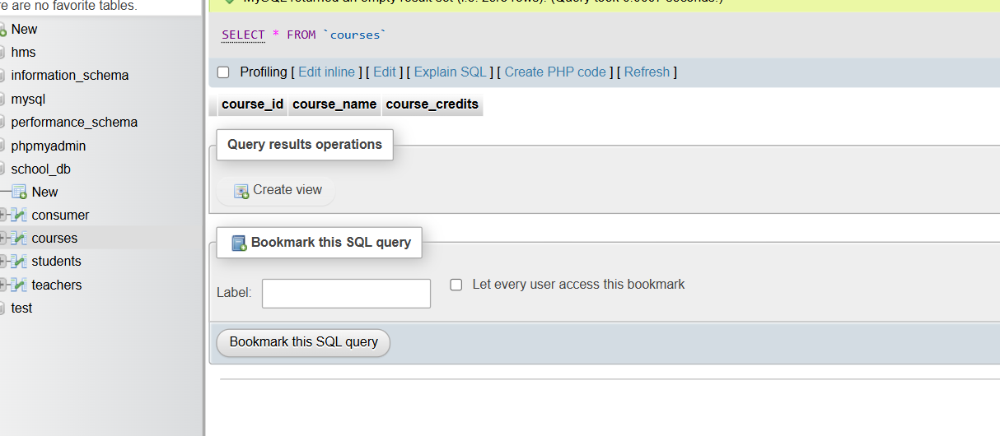 re are no favorite tables.
New
hms
information_schema
mysql
performance_schema
phpmyadmin
school_db
New
consumer
courses
students
teachers
test
MySQL returned an empty result set (i.e. zero rows). (Query took seconds.)
SELECT * FROM `courses`
Profiling [ Edit inline ] [ Edit ] [ Explain SQL ] [ Create PHP code ] [ Refresh ]
course_id course_name course_credits
Query results operations
Create view
Bookmark this SQL query
Label:
Let every user access this bookmark
Bookmark this SQL query